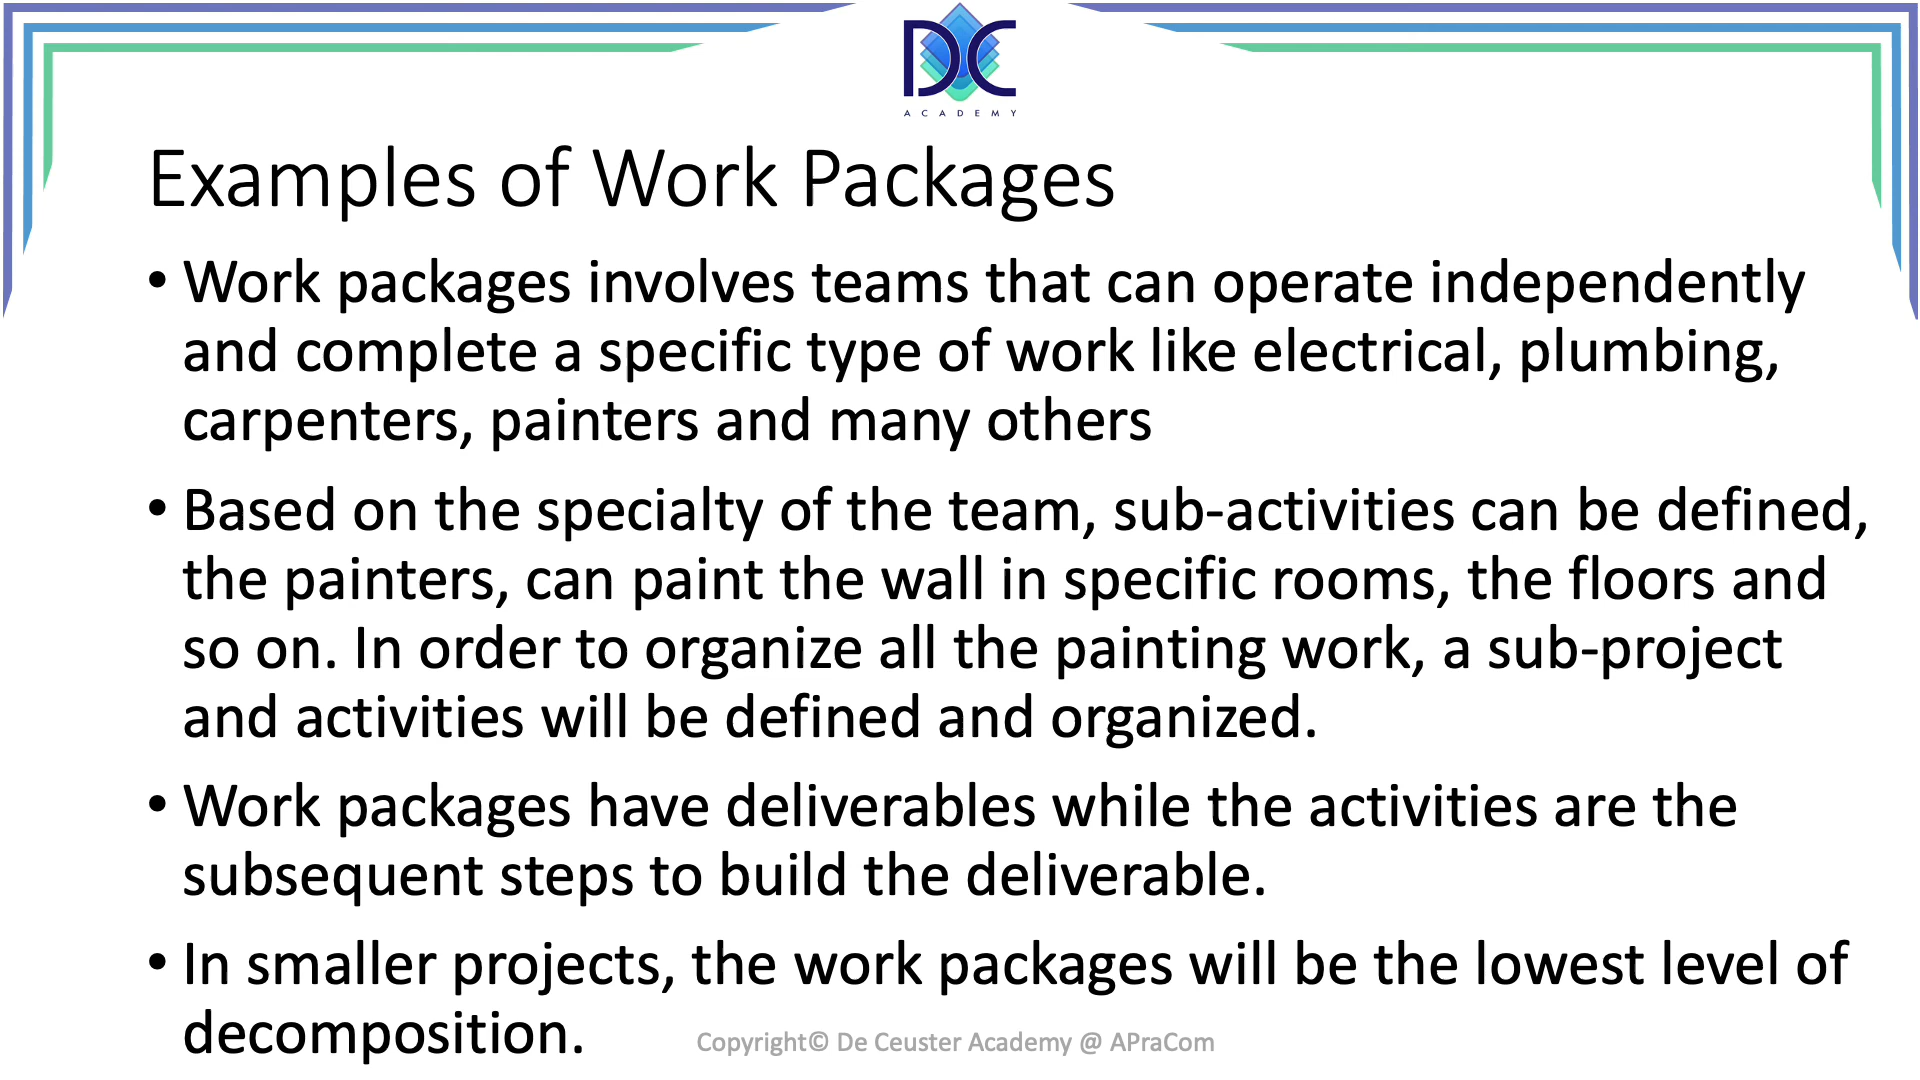 DC
ACADEMY
Examples of Work Packages
• Work packages involves teams that can operate independently
and complete a specific type of work like electrical, plumbing,
carpenters, painters and many others
• Based on the specialty of the team, sub-activities can be defined,
the painters, can paint the wall in specific rooms, the floors and
so on. In order to organize all the painting work, a sub-project
and activities will be defined and organized.
• Work packages have deliverables while the activities are the
subsequent steps to build the deliverable.
• In smaller projects, the work packages will be the lowest level of
decomposition.
Copyright© De Ceuster Academy @ APraCom